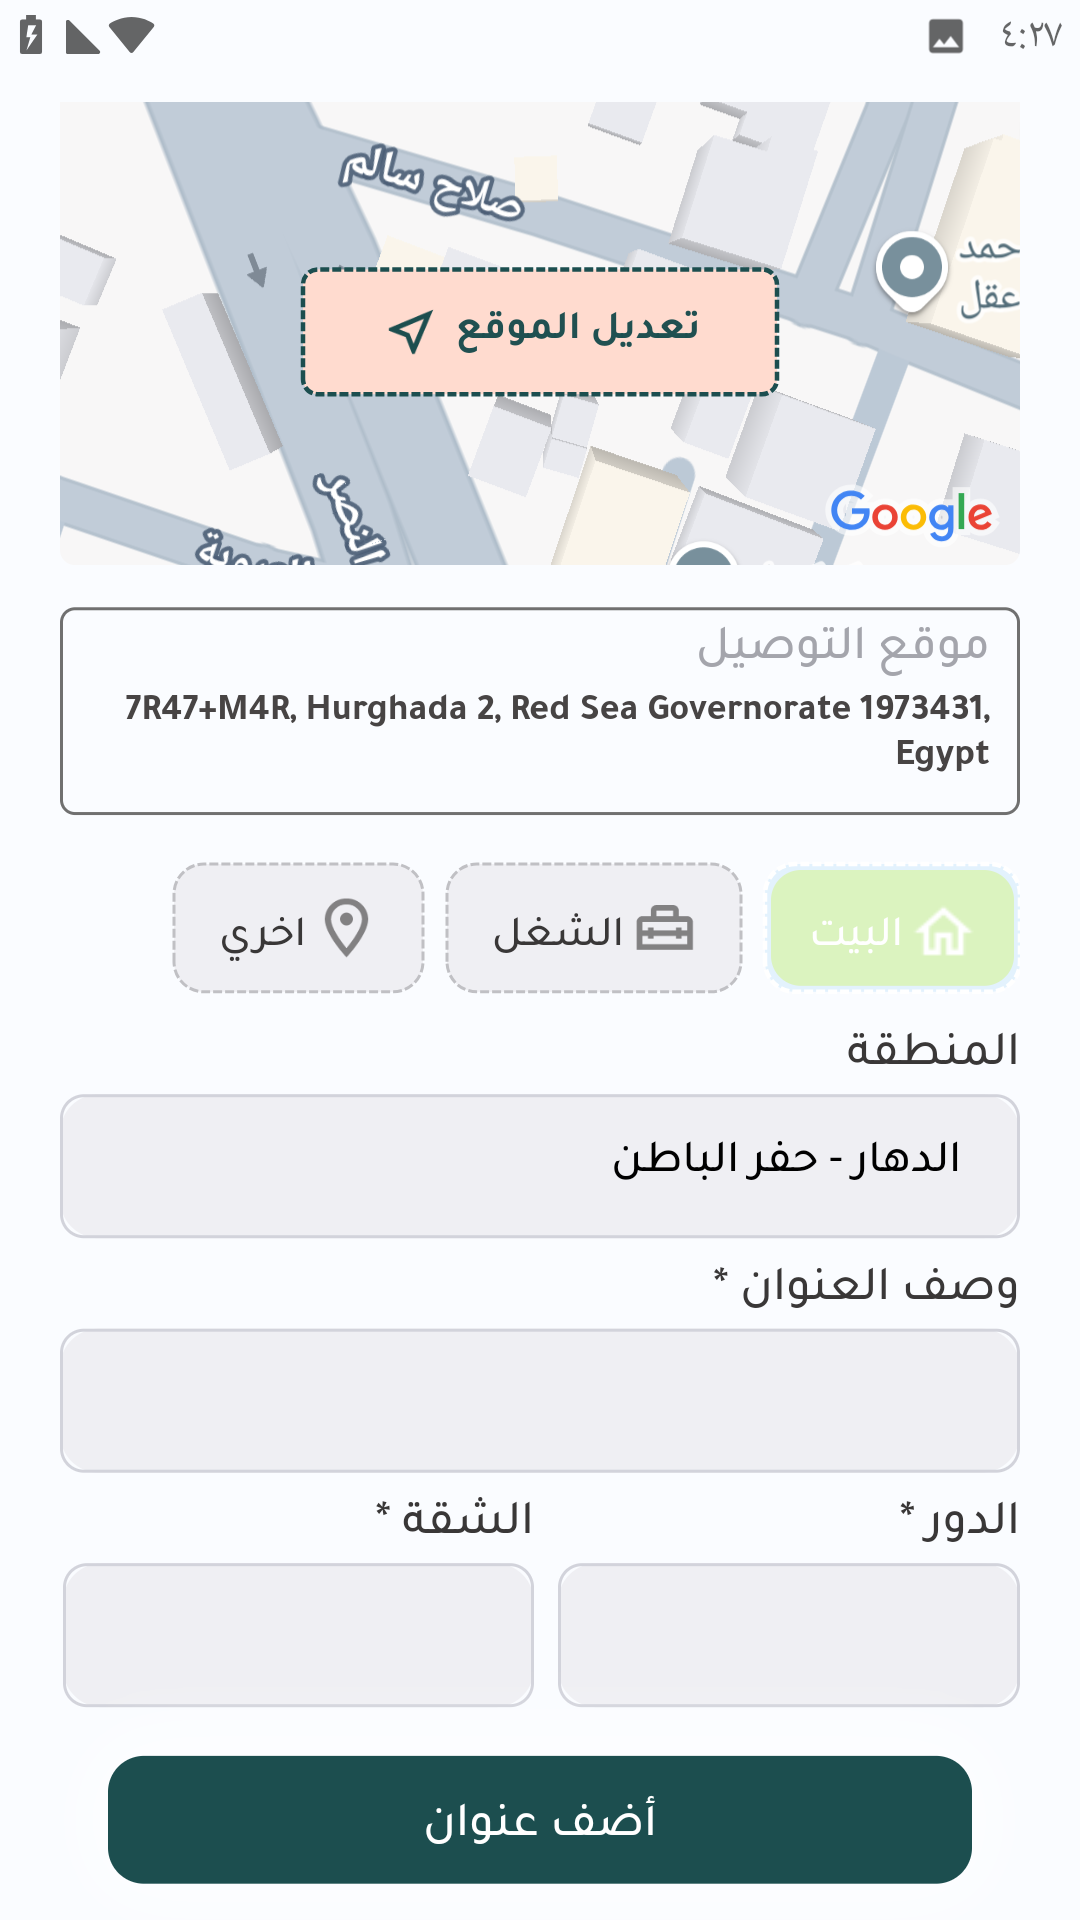 ٤:٢٧
صلاح سالم
حمد
عقل
تعديل الموقع
النصر
Google
موقع التوصيل
7R47+M4R, Hurghada 2, Red Sea Governorate 1973431,
Egypt
البيت
الشغل
اخري
المنطقة
الدهار - حفر الباطن
وصف العنوان *
الدور *
الشقة *
أضف عنوان